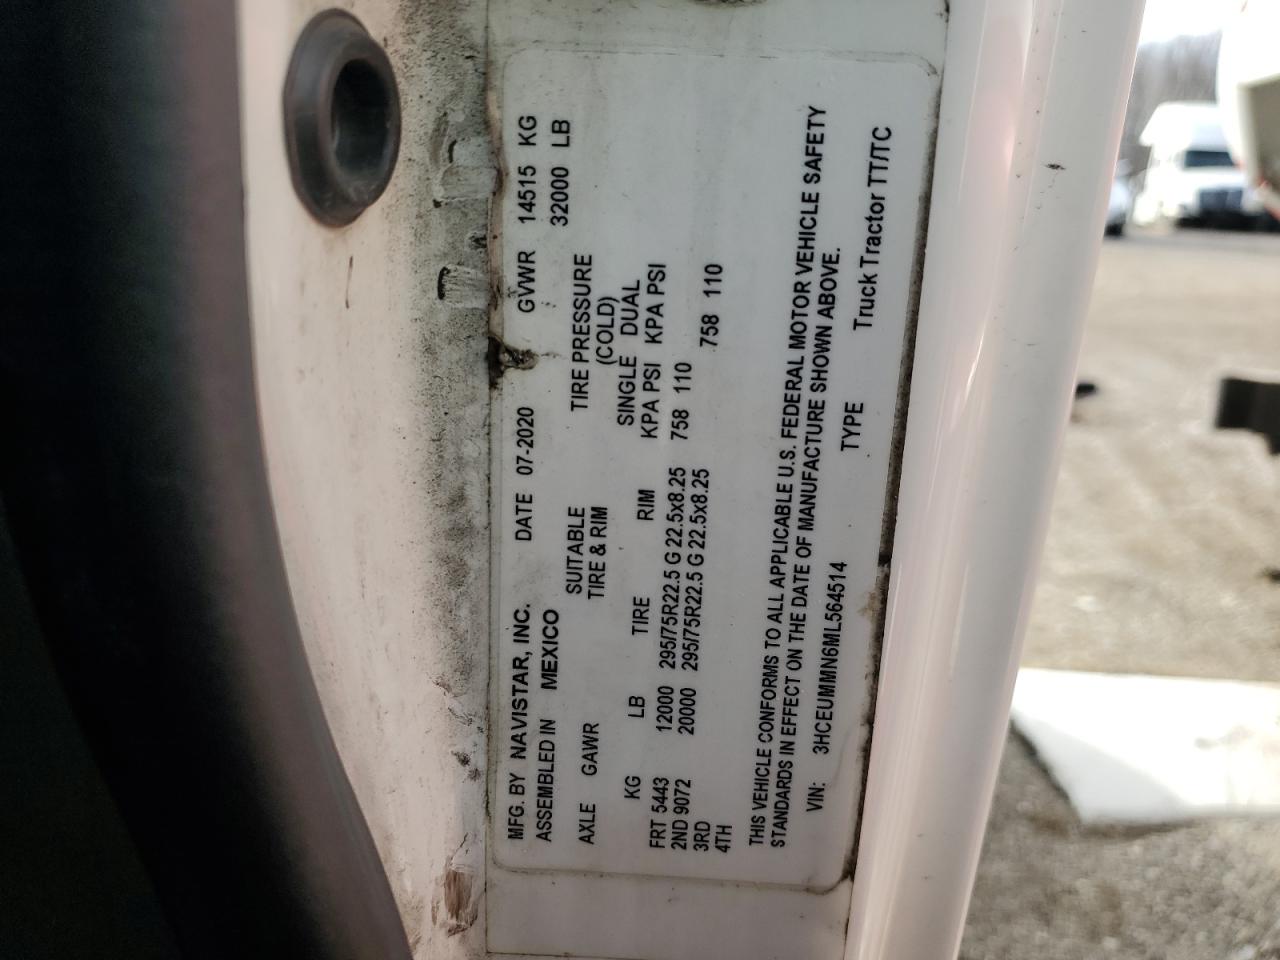 MFG. BY NAVISTAR, INC. DATE 07-2020 GVWR 14515 KG
ASSEMBLED IN MEXICO 32000 LB
AXLE GAWR SUITABLE TIRE PRESSURE
TIRE & RIM (COLD)
SINGLE DUAL
KG LB TIRE RIM KPA PSI KPA PSI
FRT 5443 12000 295/75R22.5 G 22.5x8.25 758 110
2ND 9072 20000 295/75R22.5 G 22.5x8.25 758 110
3RD
4TH
THIS VEHICLE CONFORMS TO ALL APPLICABLE U.S. FEDERAL MOTOR VEHICLE SAFETY
STANDARDS IN EFFECT ON THE DATE OF MANUFACTURE SHOWN ABOVE.
VIN: 3HCEUMMN6ML564514 TYPE Truck Tractor TT/TC